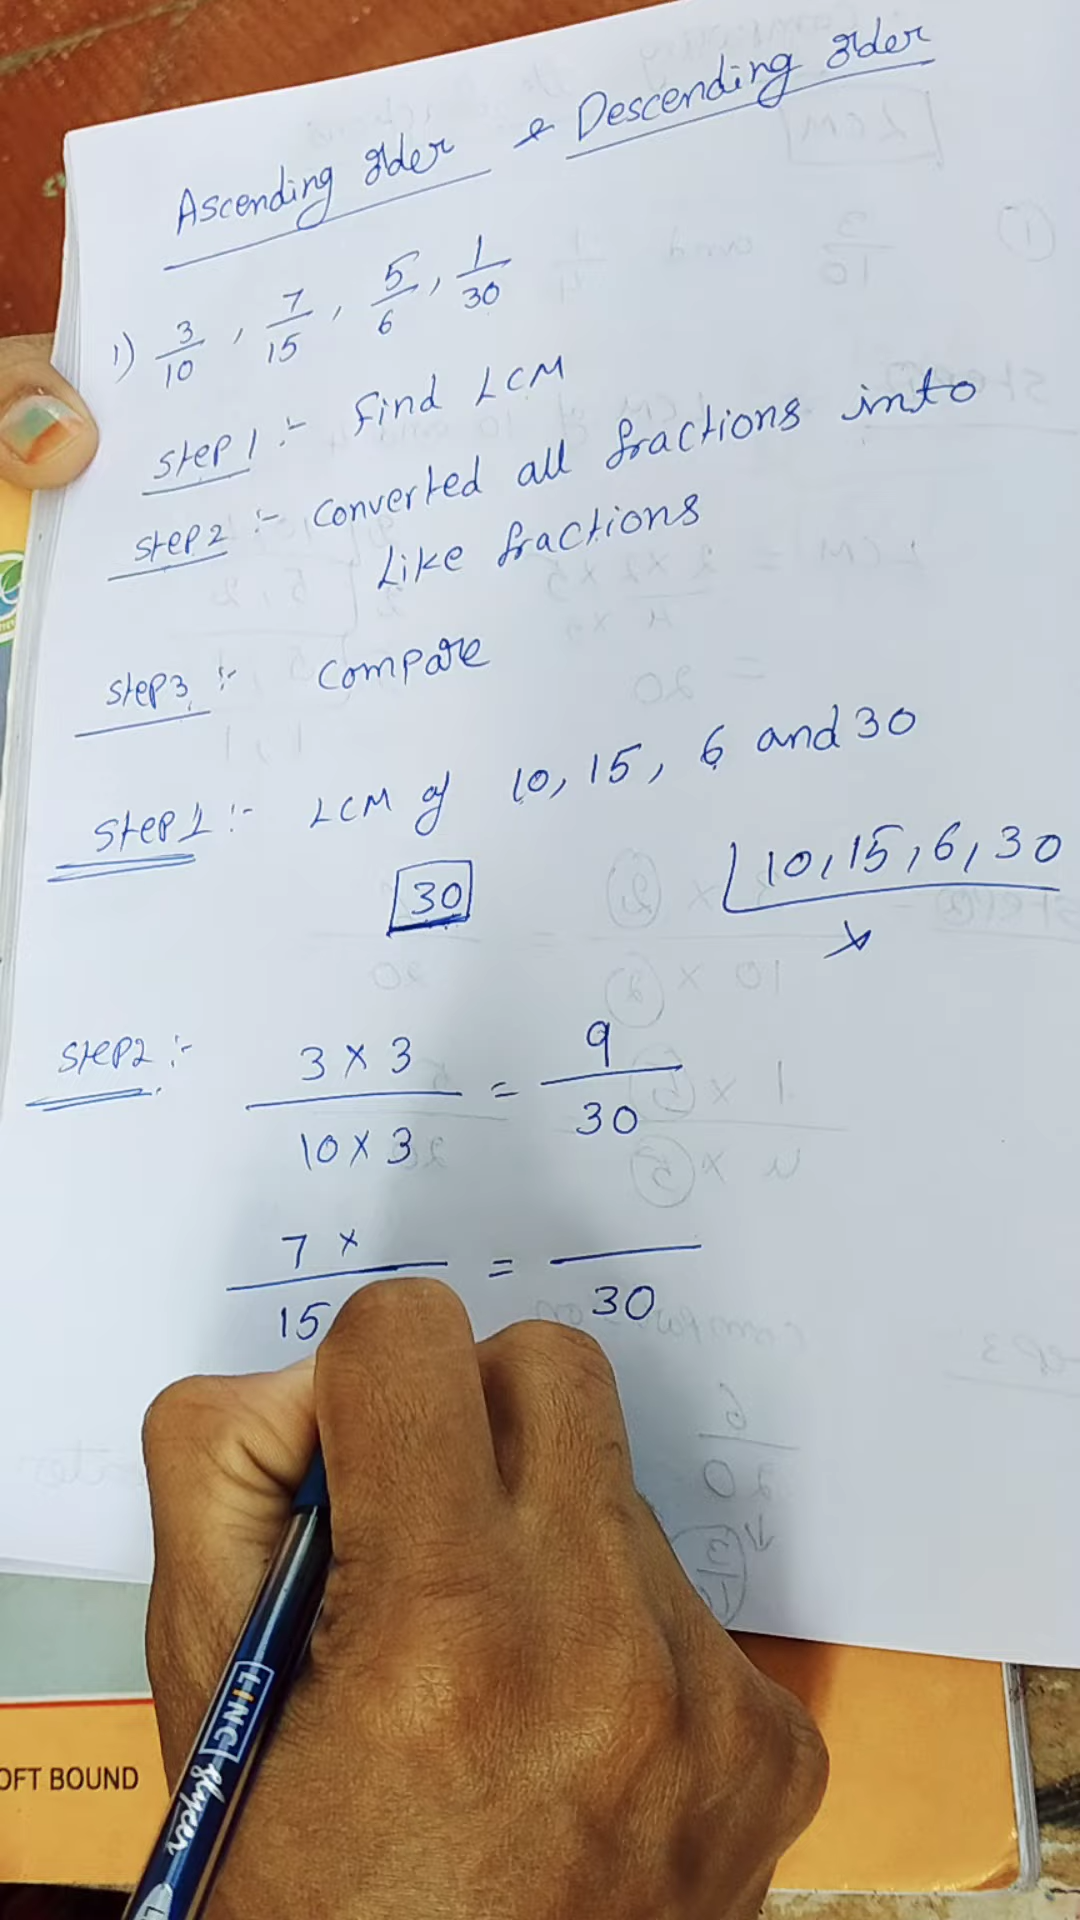 Ascending order & Descending order
1) 3/10 , 7/15 , 5/6 , 1/30
Step 1 :- Find LCM
Step 2 :- Converted all fractions into
Like fractions
Step 3 :- Compare
Step 1 :- LCM of 10, 15, 6 and 30
30
10, 15, 6, 30
x
Step 2 :- 3 × 3 / 10 × 3 = 9 / 30
7 × / 15 = / 30
LINC glycer
OFT BOUND